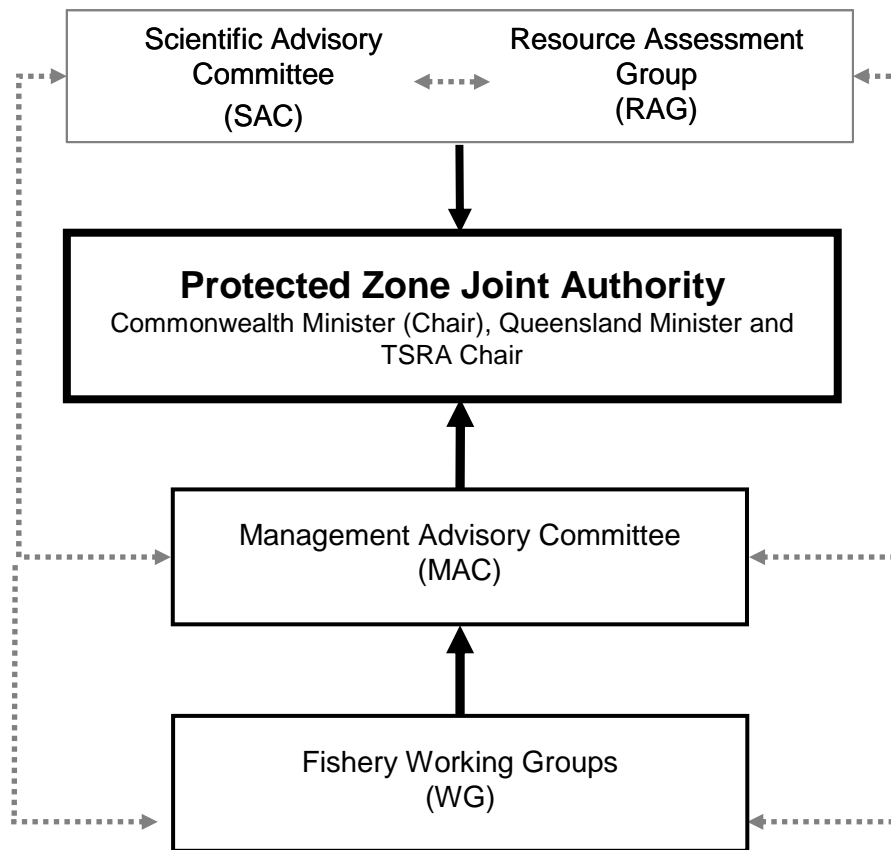 Scientific Advisory
Committee
(SAC)
Resource Assessment
Group
(RAG)
Protected Zone Joint Authority
Commonwealth Minister (Chair), Queensland Minister and
TSRA Chair
Management Advisory Committee
(MAC)
Fishery Working Groups
(WG)